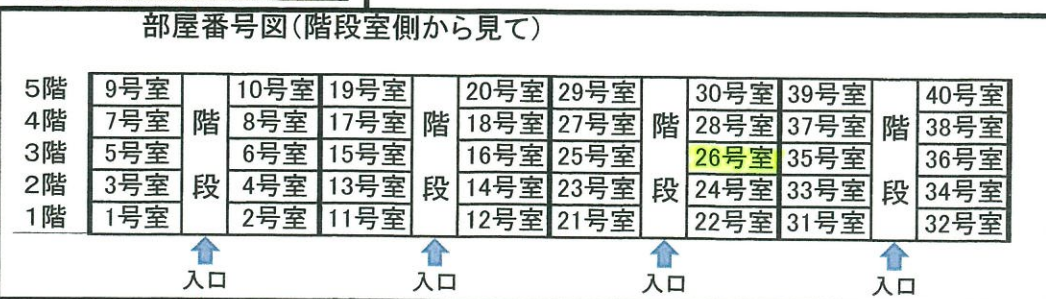 部屋番号図(階段室側から見て)
5階 9号室 10号室 19号室 20号室 29号室 30号室 39号室 40号室
4階 7号室 階 8号室 17号室 階 18号室 27号室 階 28号室 37号室 階 38号室
3階 5号室 6号室 15号室 16号室 25号室 26号室 35号室 36号室
2階 3号室 段 4号室 13号室 段 14号室 23号室 段 24号室 33号室 段 34号室
1階 1号室 2号室 11号室 12号室 21号室 22号室 31号室 32号室
入口 入口 入口 入口